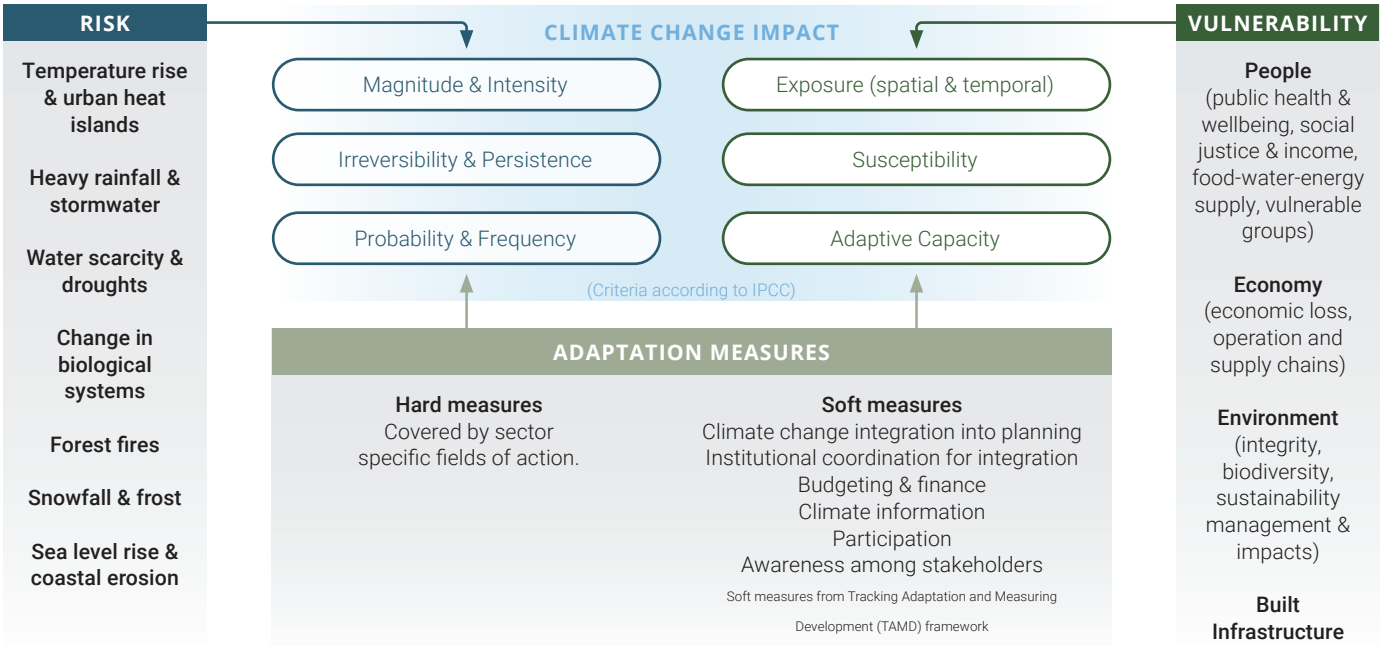 RISK
Temperature rise
& urban heat
islands
Heavy rainfall &
stormwater
Water scarcity &
droughts
Change in
biological
systems
Forest fires
Snowfall & frost
Sea level rise &
coastal erosion
CLIMATE CHANGE IMPACT
Magnitude & Intensity
Irreversibility & Persistence
Probability & Frequency
Exposure (spatial & temporal)
Susceptibility
Adaptive Capacity
(Criteria according to IPCC)
ADAPTATION MEASURES
Hard measures
Covered by sector
specific fields of action.
Soft measures
Climate change integration into planning
Institutional coordination for integration
Budgeting & finance
Climate information
Participation
Awareness among stakeholders
Soft measures from Tracking Adaptation and Measuring
Development (TAMD) framework
VULNERABILITY
People
(public health &
wellbeing, social
justice & income,
food-water-energy
supply, vulnerable
groups)
Economy
(economic loss,
operation and
supply chains)
Environment
(integrity,
biodiversity,
sustainability
management &
impacts)
Built
Infrastructure